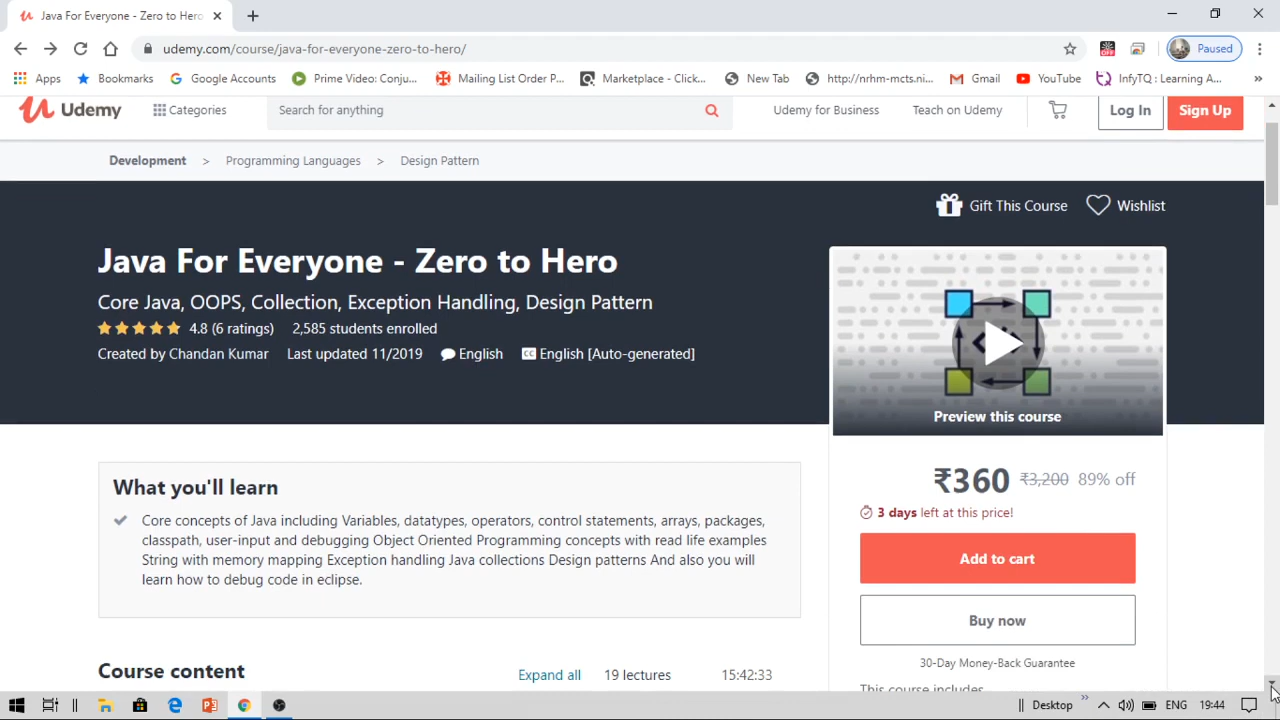 Java For Everyone - Zero to Hero
udemy.com/course/java-for-everyone-zero-to-hero/
Paused
Apps
Bookmarks
Google Accounts
Prime Video: Conju...
Mailing List Order P...
Marketplace - Click...
New Tab
http://nrhm-mcts.ni...
Gmail
YouTube
InfyTQ : Learning A...
»
Udemy
Categories
Search for anything
Udemy for Business
Teach on Udemy
Log In
Sign Up
Development > Programming Languages > Design Pattern
Gift This Course
Wishlist
Java For Everyone - Zero to Hero
Core Java, OOPS, Collection, Exception Handling, Design Pattern
4.8 (6 ratings) 2,585 students enrolled
Created by Chandan Kumar Last updated 11/2019 English CC English [Auto-generated]
Preview this course
₹360 ₹3,200 89% off
3 days left at this price!
Add to cart
Buy now
30-Day Money-Back Guarantee
This course includes
What you'll learn
Core concepts of Java including Variables, datatypes, operators, control statements, arrays, packages,
classpath, user-input and debugging Object Oriented Programming concepts with read life examples
String with memory mapping Exception handling Java collections Design patterns And also you will
learn how to debug code in eclipse.
Course content
Expand all 19 lectures 15:42:33
Desktop » ENG 19:44